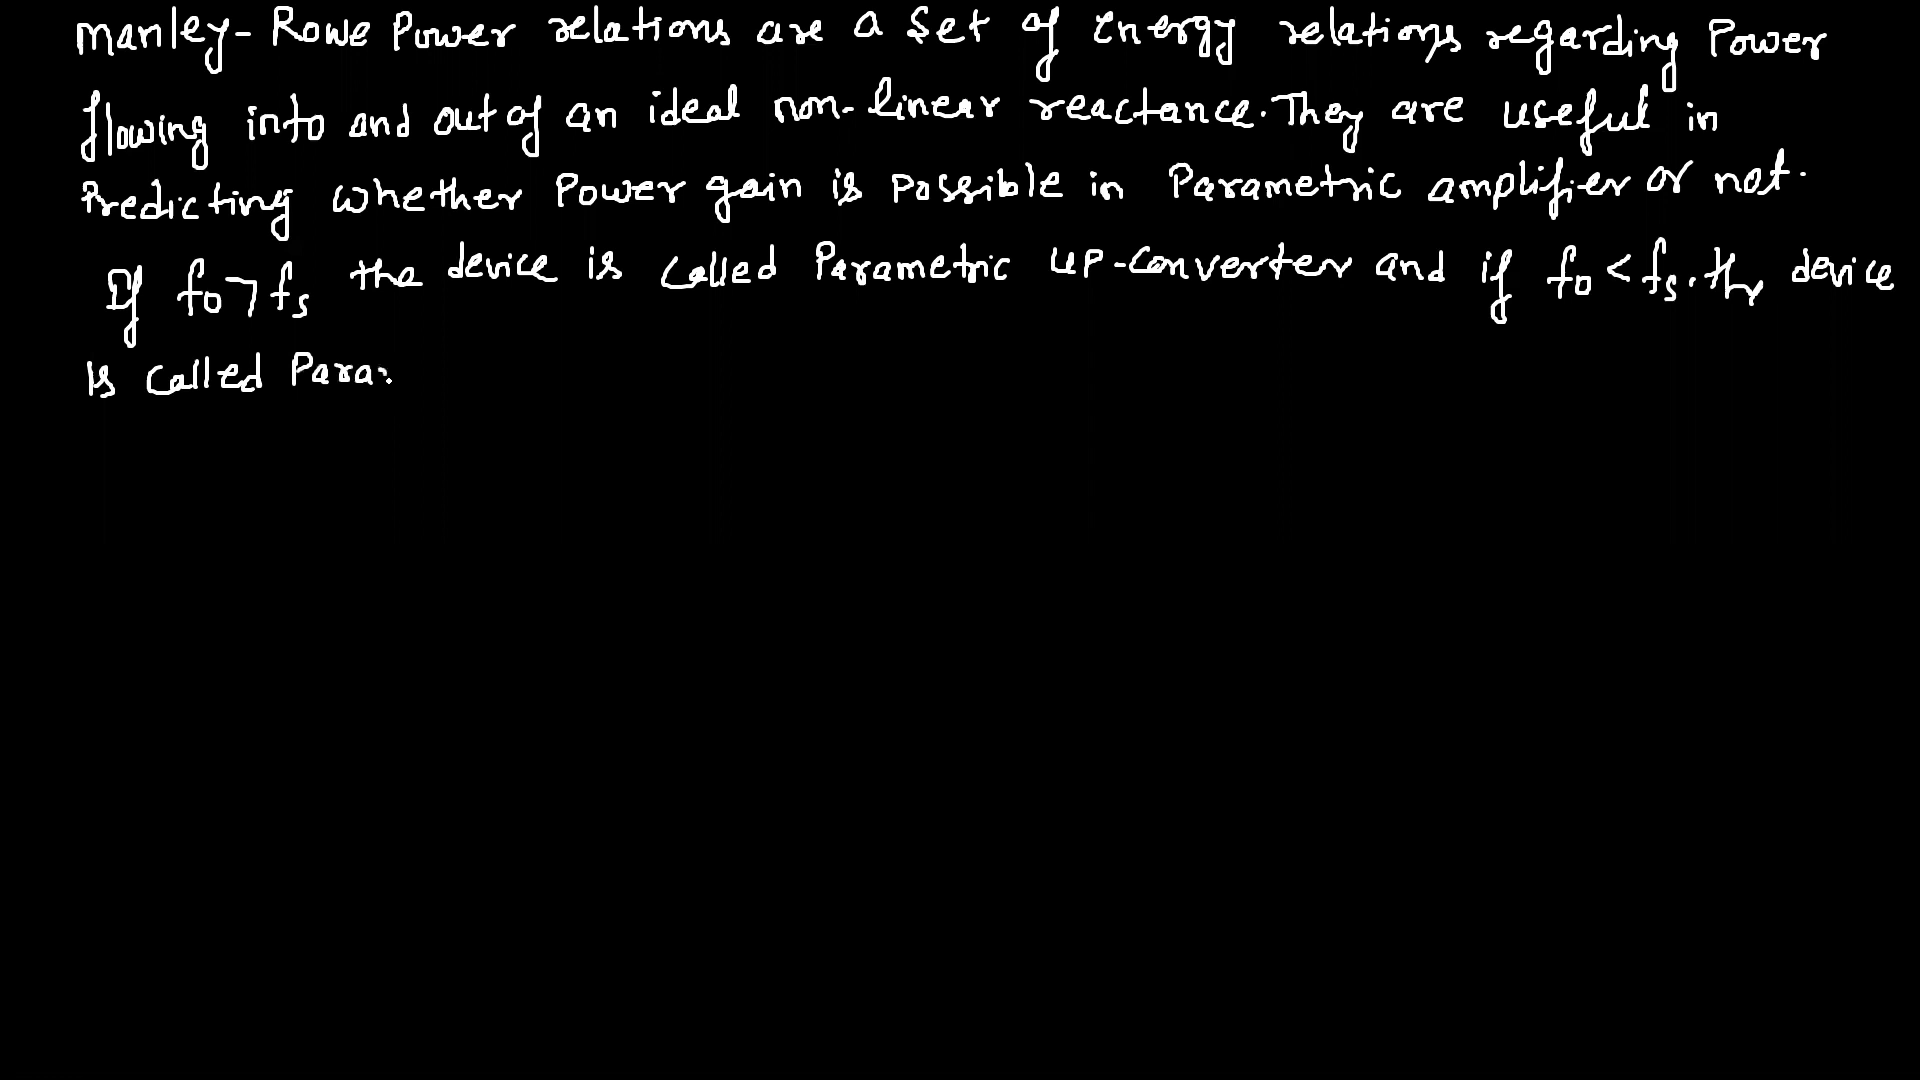 Manley-Rowe Power relations are a set of energy relations regarding Power
flowing into and out of an ideal non-linear reactance. They are useful in
Predicting whether Power gain is possible in Parametric amplifier or not.
If fo > fs the device is called Parametric UP-Converter and if fo < fs. the device
is called Para